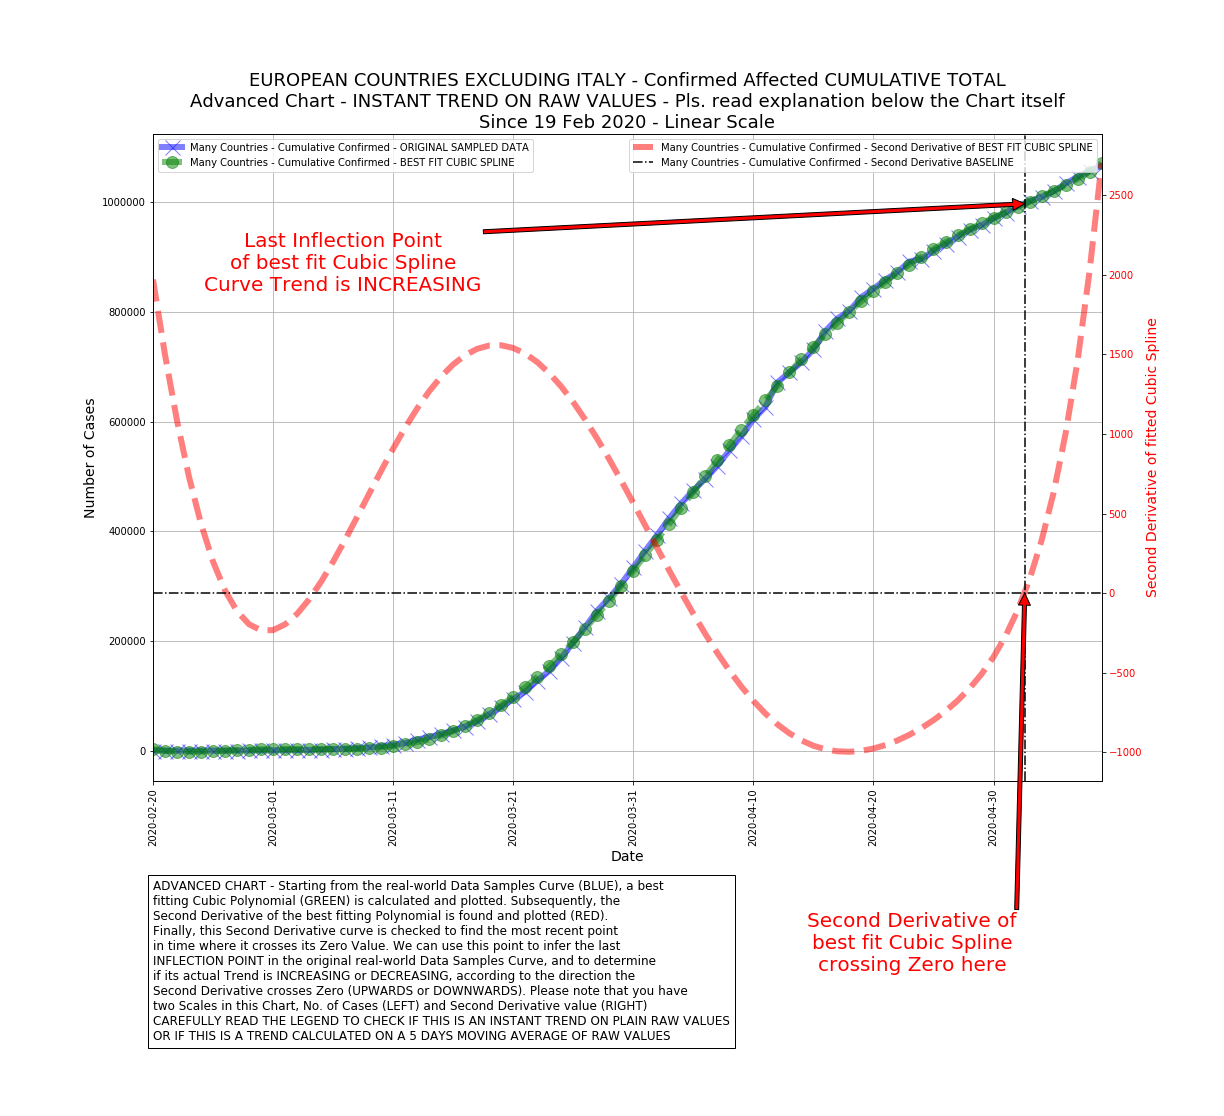 EUROPEAN COUNTRIES EXCLUDING ITALY - Confirmed Affected CUMULATIVE TOTAL
Advanced Chart - INSTANT TREND ON RAW VALUES - Pls. read explanation below the Chart itself
Since 19 Feb 2020 - Linear Scale
Many Countries - Cumulative Confirmed - ORIGINAL SAMPLED DATA
Many Countries - Cumulative Confirmed - BEST FIT CUBIC SPLINE
Many Countries - Cumulative Confirmed - Second Derivative of BEST FIT CUBIC SPLINE
Many Countries - Cumulative Confirmed - Second Derivative BASELINE
Last Inflection Point
of best fit Cubic Spline
Curve Trend is INCREASING
Number of Cases
1000000
800000
600000
400000
200000
0
2500
2000
1500
1000
500
0
−500
−1000
Second Derivative of fitted Cubic Spline
2020-02-20
2020-03-01
2020-03-11
2020-03-21
2020-03-31
2020-04-10
2020-04-20
2020-04-30
Date
Second Derivative of
best fit Cubic Spline
crossing Zero here
ADVANCED CHART - Starting from the real-world Data Samples Curve (BLUE), a best
fitting Cubic Polynomial (GREEN) is calculated and plotted. Subsequently, the
Second Derivative of the best fitting Polynomial is found and plotted (RED).
Finally, this Second Derivative curve is checked to find the most recent point
in time where it crosses its Zero Value. We can use this point to infer the last
INFLECTION POINT in the original real-world Data Samples Curve, and to determine
if its actual Trend is INCREASING or DECREASING, according to the direction the
Second Derivative crosses Zero (UPWARDS or DOWNWARDS). Please note that you have
two Scales in this Chart, No. of Cases (LEFT) and Second Derivative value (RIGHT)
CAREFULLY READ THE LEGEND TO CHECK IF THIS IS AN INSTANT TREND ON PLAIN RAW VALUES
OR IF THIS IS A TREND CALCULATED ON A 5 DAYS MOVING AVERAGE OF RAW VALUES